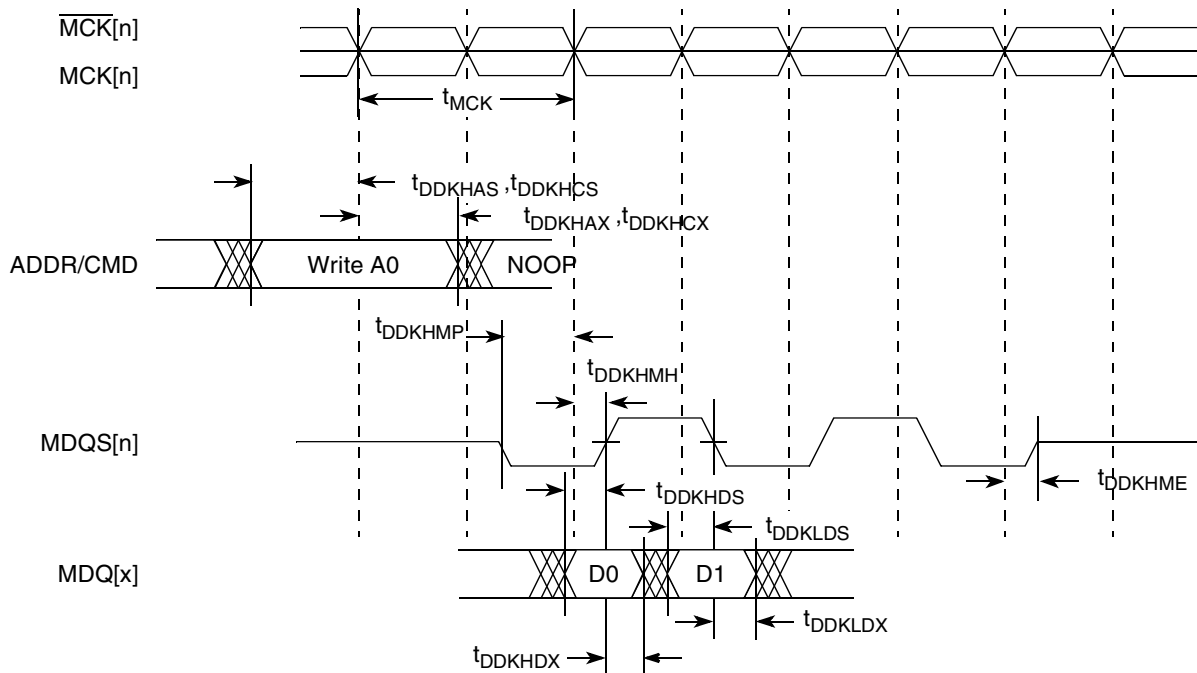 MCK[n]
MCK[n]
tMCK
tDDKHAS ,tDDKHCS
tDDKHAX ,tDDKHCX
ADDR/CMD
Write A0
NOOP
tDDKHMP
tDDKHMH
MDQS[n]
tDDKHME
tDDKHDS
tDDKLDS
MDQ[x]
D0
D1
tDDKLDX
tDDKHDX